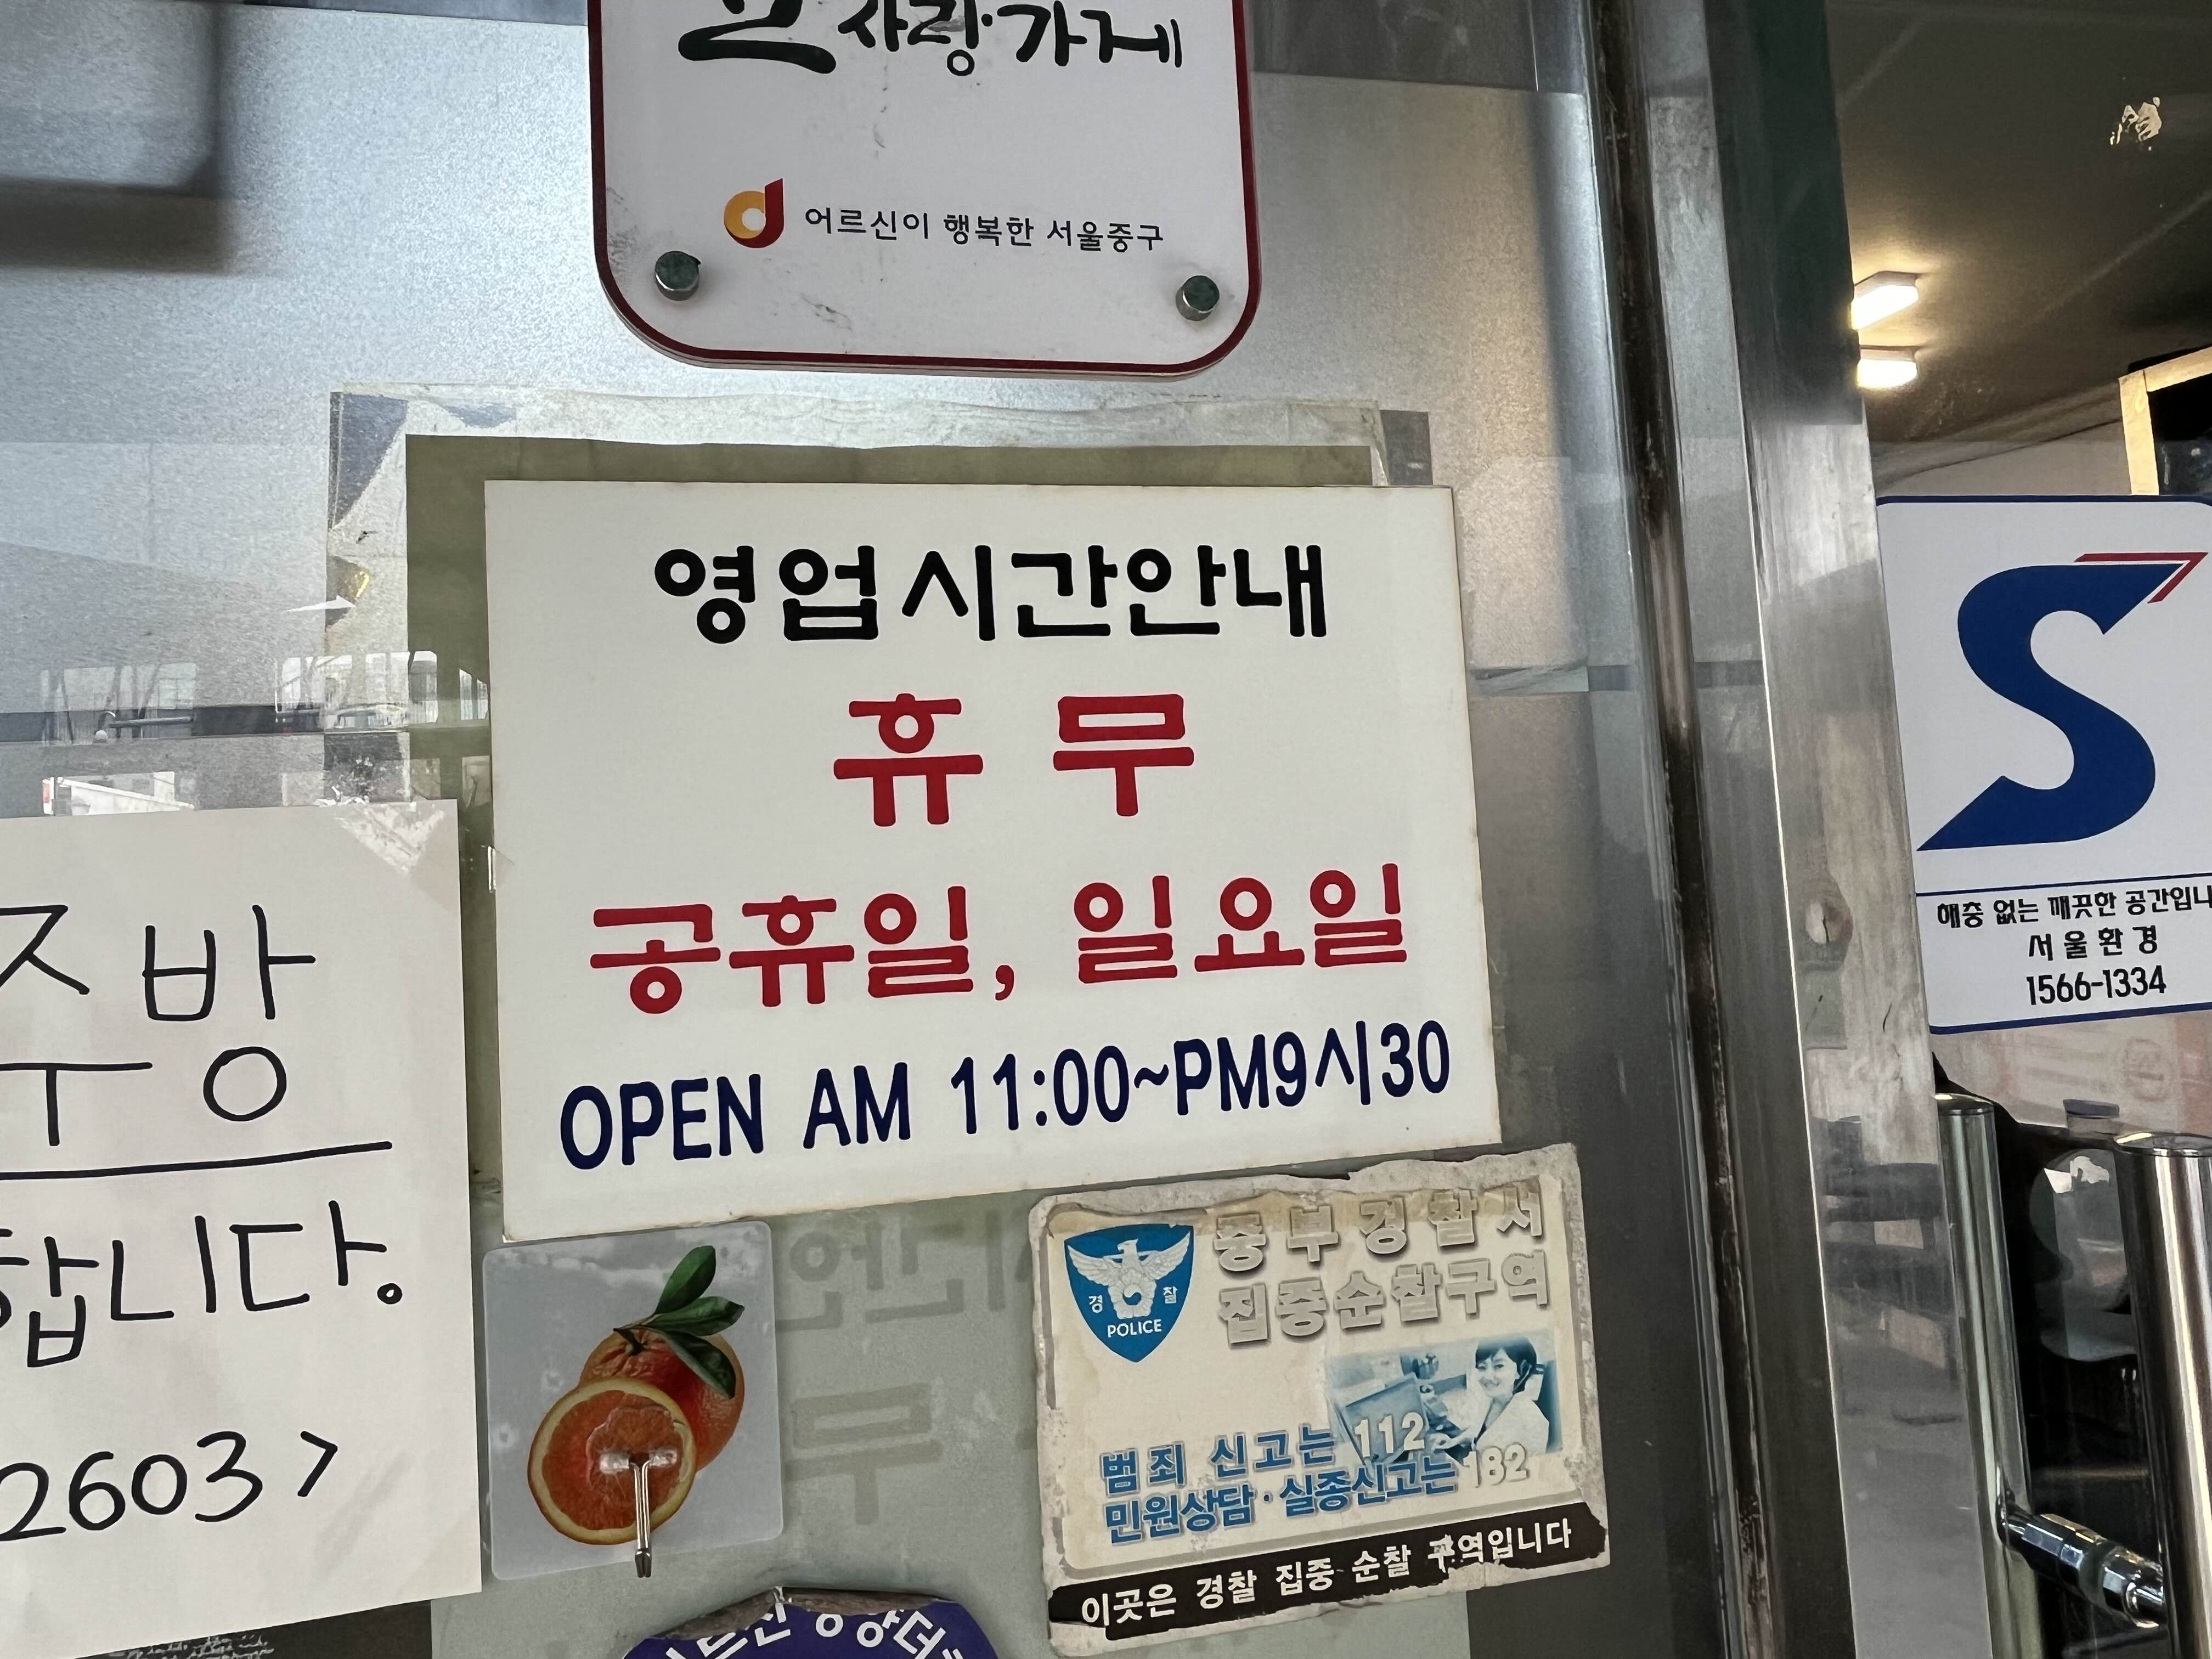 사랑가게
어르신이 행복한 서울중구
영업시간안내
휴 무
공휴일, 일요일
OPEN AM 11:00~PM9시30
주방
합니다.
2603>
S
해충 없는 깨끗한 공간입니
서울환경
1566-1334
중부경찰서
집중순찰구역
경 찰
POLICE
범죄 신고는 112
민원상담·실종신고는 182
이곳은 경찰 집중 순찰 구역입니다